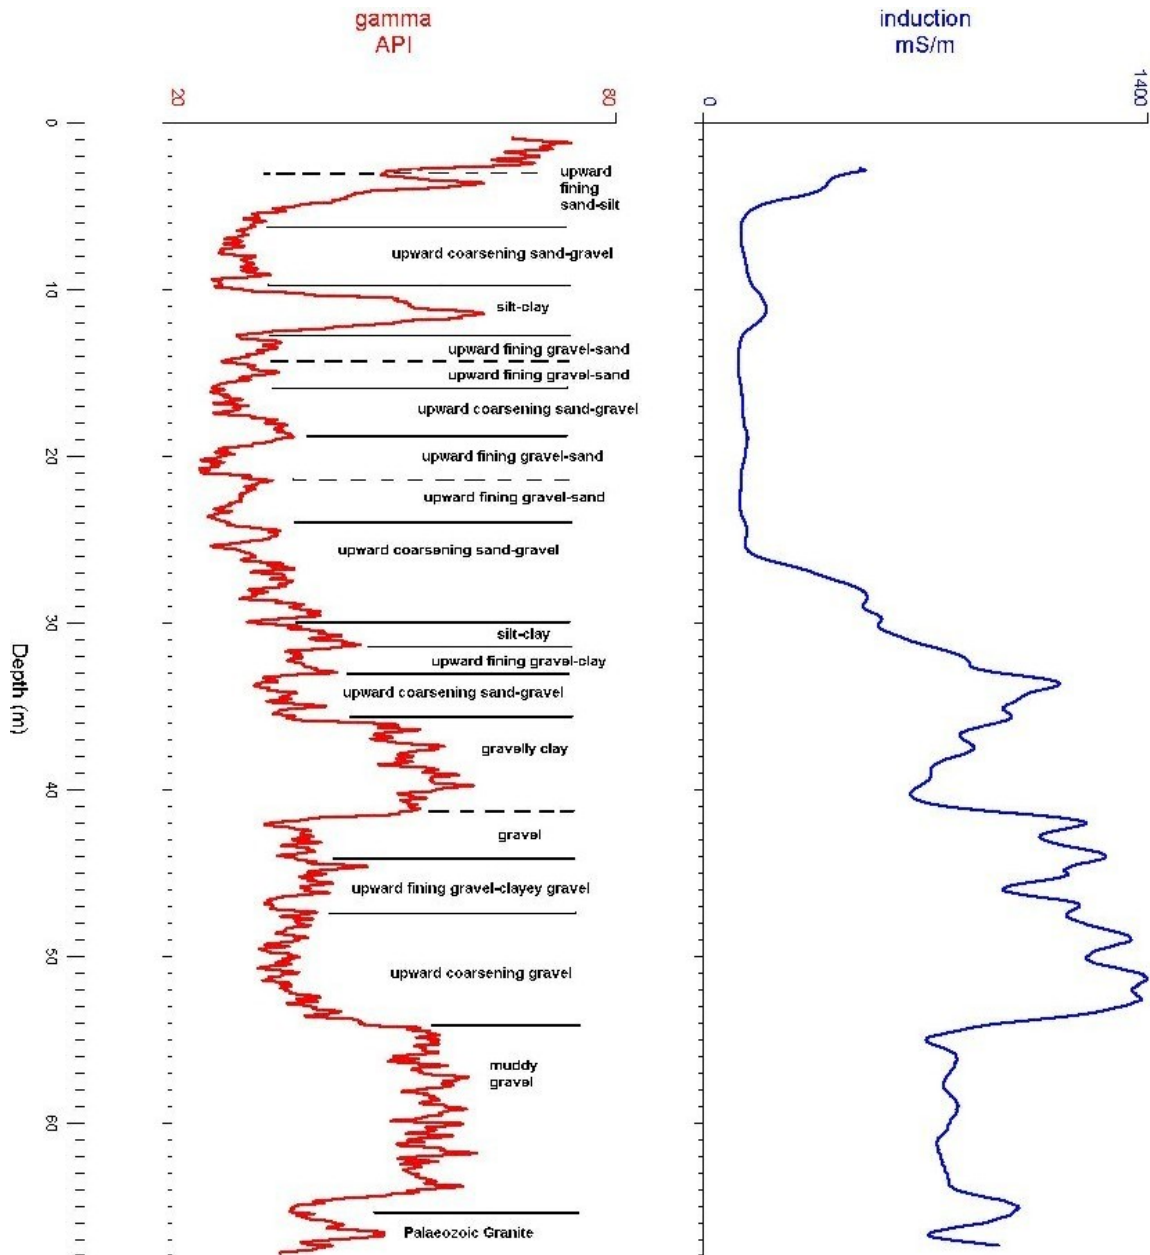 gamma
API
induction
mS/m
20
80
0
1400
0
upward
fining
sand-silt
upward coarsening sand-gravel
10
silt-clay
upward fining gravel-sand
upward fining gravel-sand
upward coarsening sand-gravel
20
upward fining gravel-sand
upward fining gravel-sand
upward coarsening sand-gravel
30
silt-clay
upward fining gravel-clay
upward coarsening sand-gravel
Depth (m)
gravelly clay
40
gravel
upward fining gravel-clayey gravel
50
upward coarsening gravel
muddy
gravel
60
Palaeozoic Granite